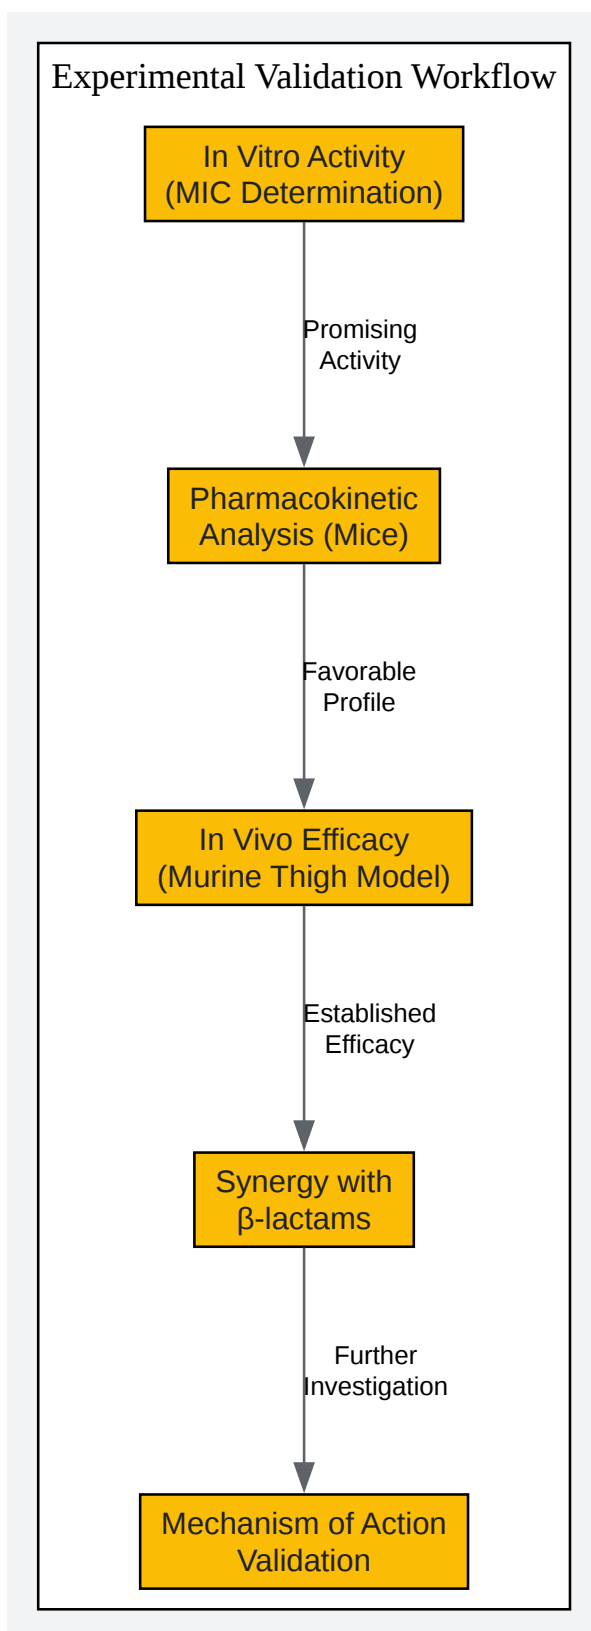 Experimental Validation Workflow
In Vitro Activity
(MIC Determination)
Promising
Activity
Pharmacokinetic
Analysis (Mice)
Favorable
Profile
In Vivo Efficacy
(Murine Thigh Model)
Established
Efficacy
Synergy with
β-lactams
Further
Investigation
Mechanism of Action
Validation